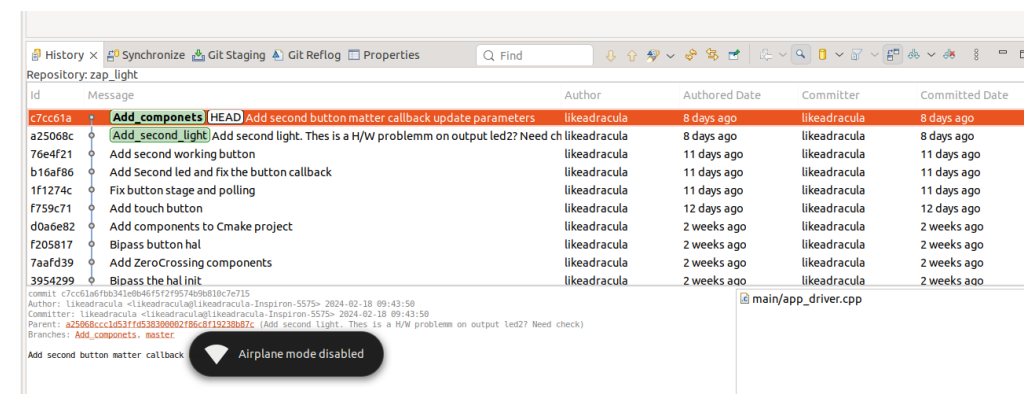 History × Synchronize Git Staging Git Reflog Properties Find
Repository: zap_light
Id Message Author Authored Date Committer Committed Date
c7cc61a Add_componets HEAD Add second button matter callback update parameters likeadracula 8 days ago likeadracula 8 days ago
a25068c Add_second_light Add second light. Thes is a H/W problemm on output led2? Need ch likeadracula 8 days ago likeadracula 8 days ago
76e4f21 Add second working button likeadracula 11 days ago likeadracula 11 days ago
b16af86 Add Second led and fix the button callback likeadracula 11 days ago likeadracula 11 days ago
1f1274c Fix button stage and polling likeadracula 11 days ago likeadracula 11 days ago
f759c71 Add touch button likeadracula 12 days ago likeadracula 12 days ago
d0a6e82 Add components to Cmake project likeadracula 2 weeks ago likeadracula 2 weeks ago
f205817 Bipass button hal likeadracula 2 weeks ago likeadracula 2 weeks ago
7aafd39 Add ZeroCrossing components likeadracula 2 weeks ago likeadracula 2 weeks ago
3954299 Bipass the hal init likeadracula 2 weeks ago likeadracula 2 weeks ago
commit c7cc61a6fbb341e0b46f5f2f9574b9b810c7e715
Author: likeadracula <likeadracula@likeadracula-Inspiron-5575> 2024-02-18 09:43:50
Committer: likeadracula <likeadracula@likeadracula-Inspiron-5575> 2024-02-18 09:43:50
Parent: a25068ccc1d53ffd538300002f86c8f19238b87c (Add second light. Thes is a H/W problemm on output led2? Need check)
Branches: Add_componets, master
Add second button matter callback
main/app_driver.cpp
Airplane mode disabled